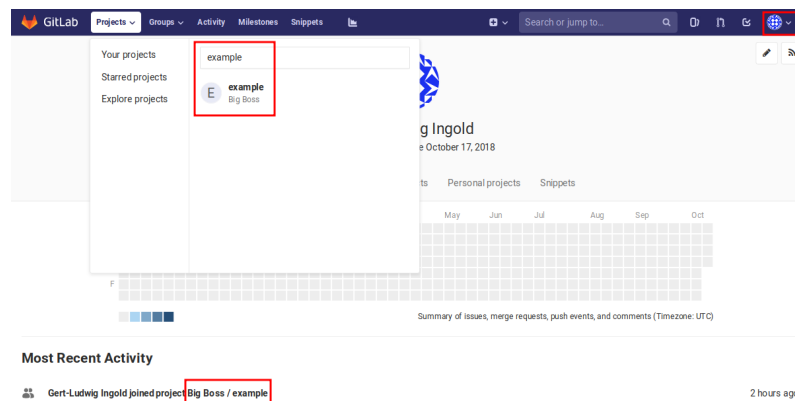 GitLab Projects Groups Activity Milestones Snippets Search or jump to...
Your projects
Starred projects
Explore projects
example
E
example
Big Boss
g Ingold
e October 17, 2018
ts Personal projects Snippets
May Jun Jul Aug Sep Oct
F
Summary of issues, merge requests, push events, and comments (Timezone: UTC)
Most Recent Activity
Gert-Ludwig Ingold joined project Big Boss / example 2 hours ago